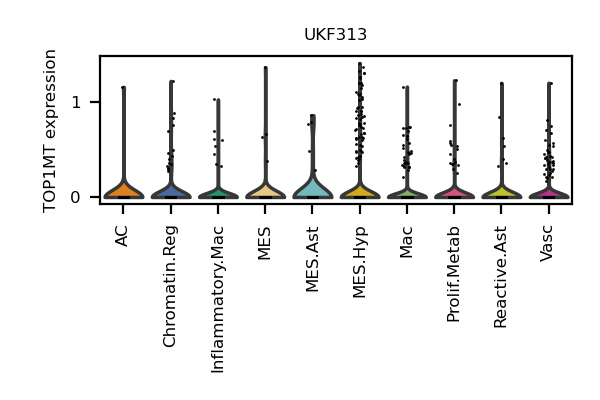 UKF313
TOP1MT expression
1
0
AC
Chromatin.Reg
Inflammatory.Mac
MES
MES.Ast
MES.Hyp
Mac
Prolif.Metab
Reactive.Ast
Vasc